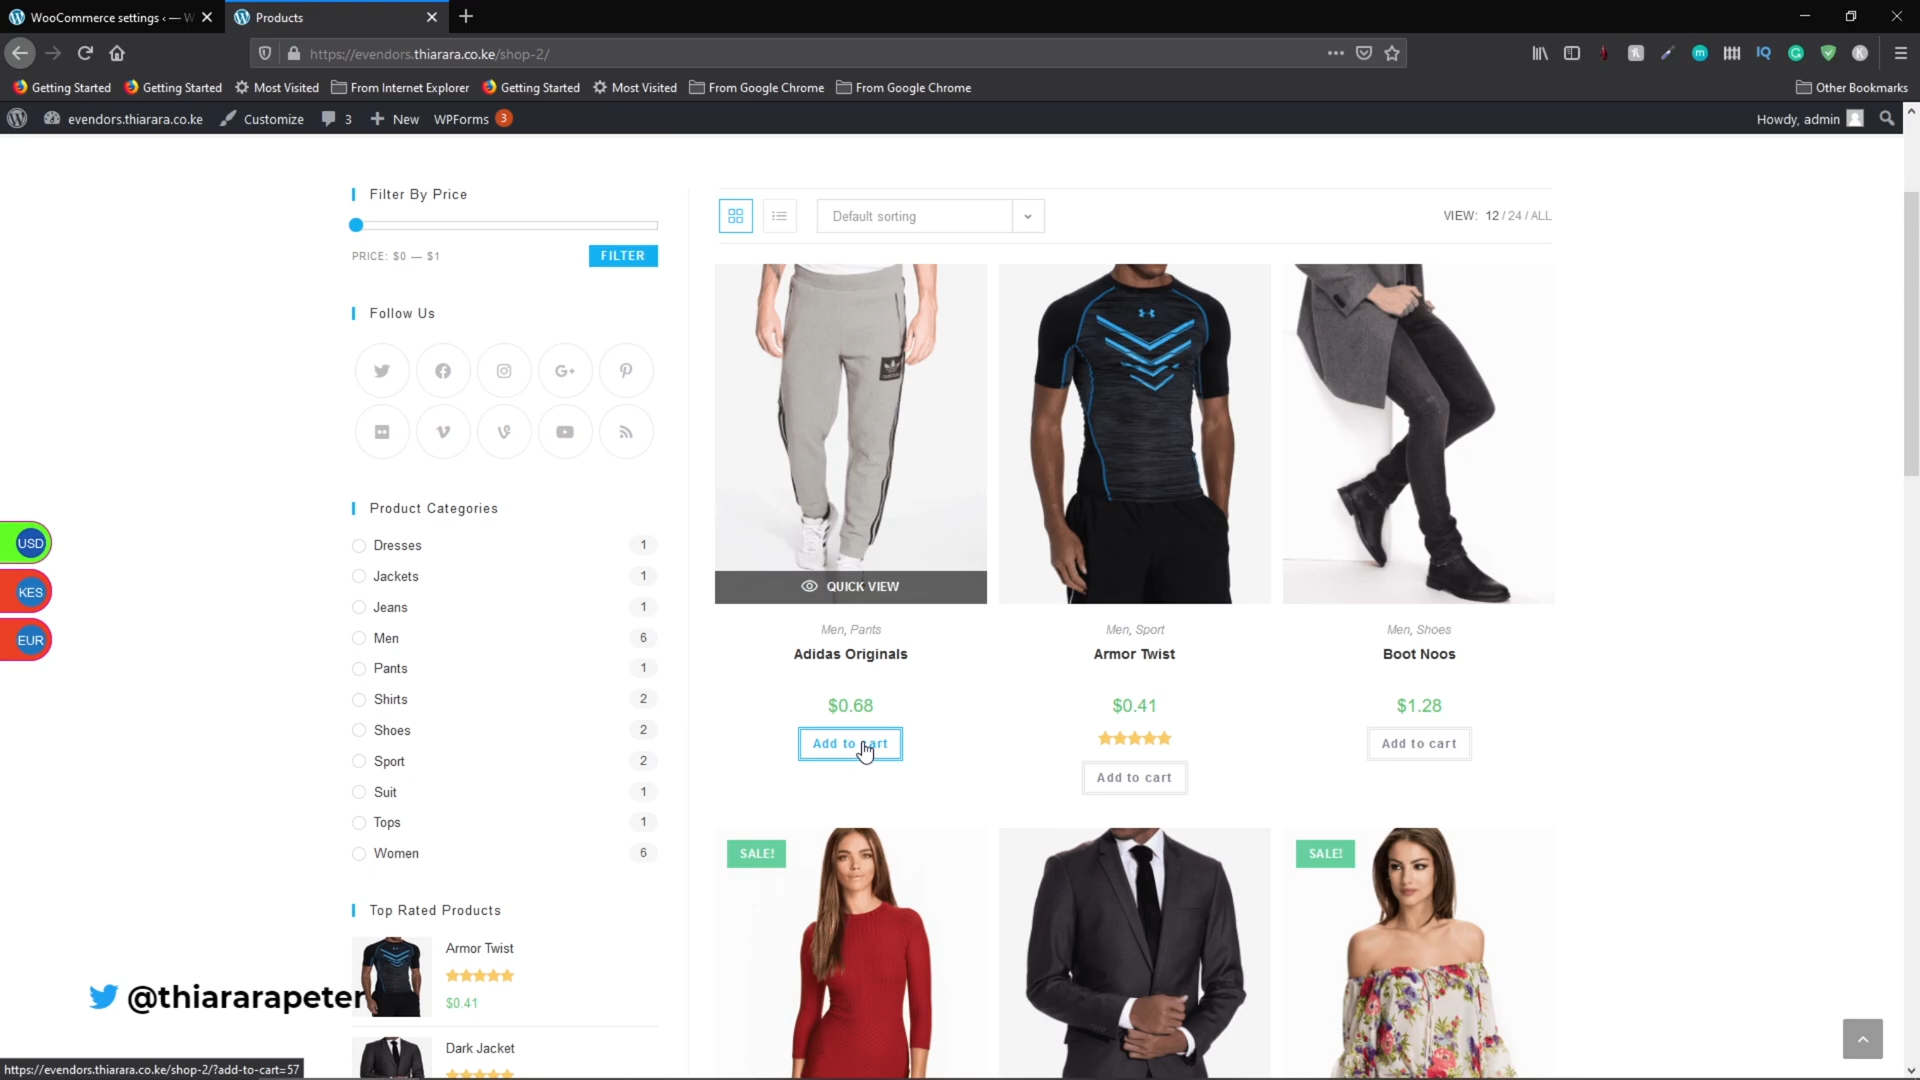 WooCommerce settings ‹ — W
Products
https://evendors.thiarara.co.ke/shop-2/
Getting Started
Getting Started
Most Visited
From Internet Explorer
Getting Started
Most Visited
From Google Chrome
From Google Chrome
Other Bookmarks
evendors.thiarara.co.ke
Customize
3
New
WPForms 3
Howdy, admin
Filter By Price
PRICE: $0 — $1
FILTER
Follow Us
Product Categories
Dresses 1
Jackets 1
Jeans 1
Men 6
Pants 1
Shirts 2
Shoes 2
Sport 2
Suit 1
Tops 1
Women 6
Top Rated Products
Armor Twist
$0.41
Dark Jacket
USD
KES
EUR
@thiararapeter
Default sorting
VIEW: 12 / 24 / ALL
QUICK VIEW
Men, Pants
Adidas Originals
$0.68
Add to cart
Men, Sport
Armor Twist
$0.41
Add to cart
Men, Shoes
Boot Noos
$1.28
Add to cart
SALE!
SALE!
https://evendors.thiarara.co.ke/shop-2/?add-to-cart=57